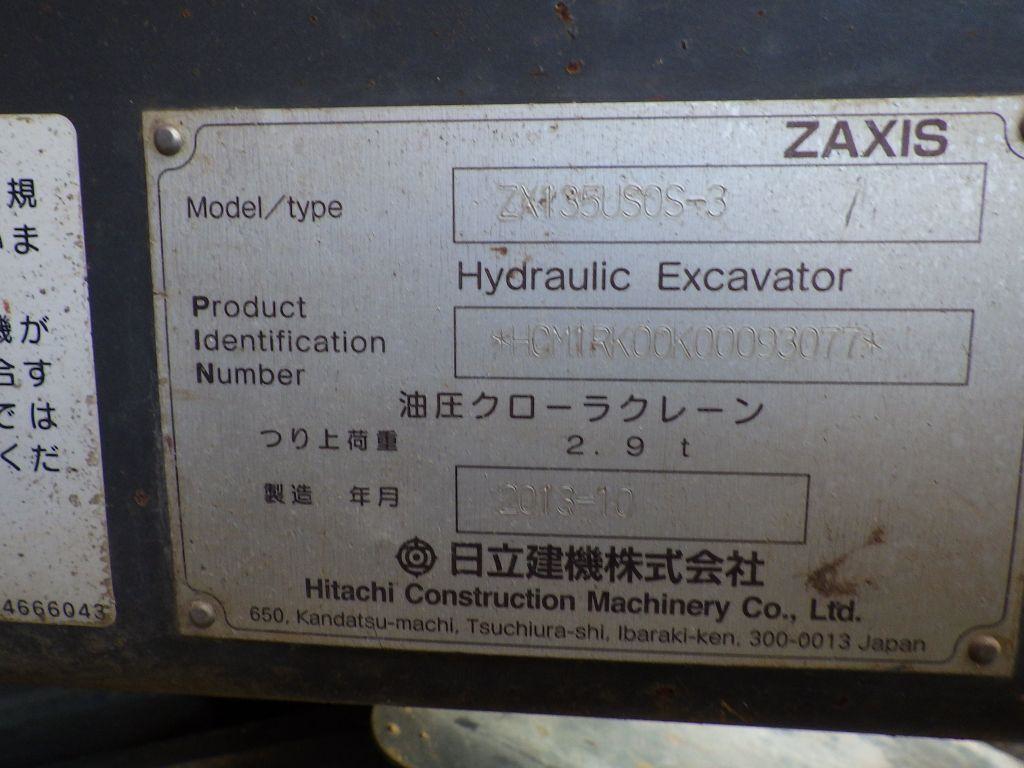 規
いま
機が
合す
では
くだ
4666043
ZAXIS
Model/type ZX135USOS-3 /
Hydraulic Excavator
Product
Identification *HCM1RK00K00093077*
Number
油圧クローラクレーン
つり上荷重 2.9 t
製造 年月 2013-10
日立建機株式会社
Hitachi Construction Machinery Co., Ltd.
650, Kandatsu-machi, Tsuchiura-shi, Ibaraki-ken, 300-0013 Japan